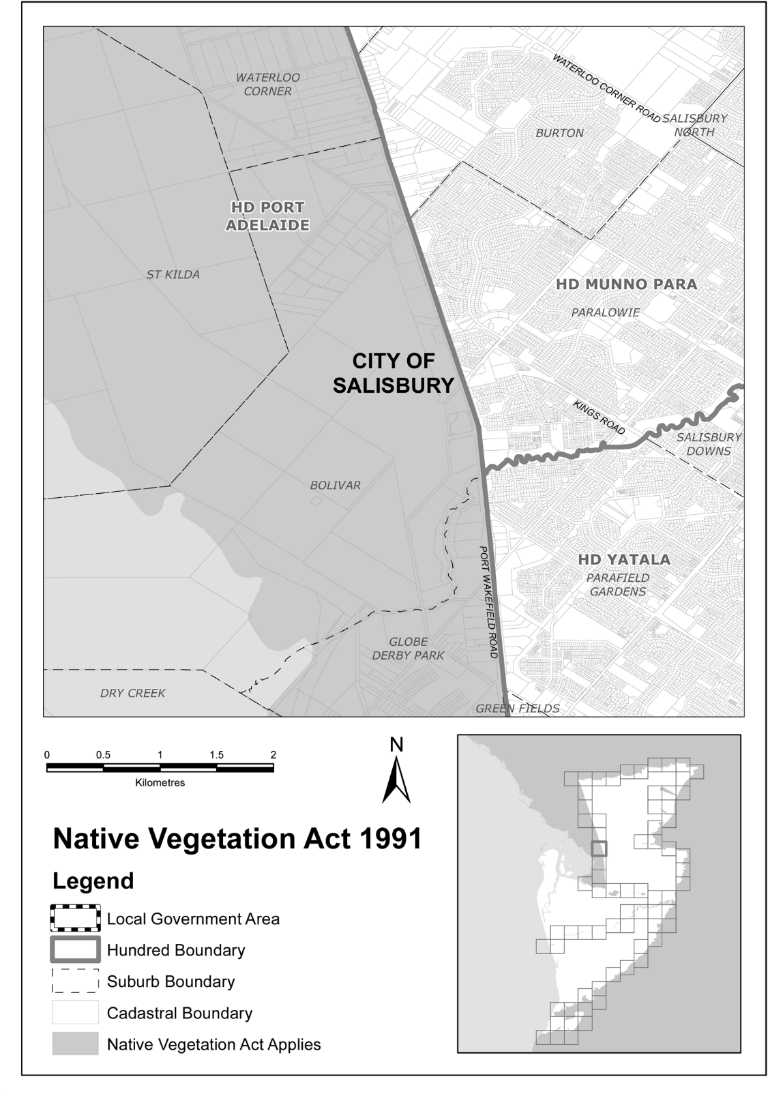 WATERLOO
CORNER
WATERLOO CORNER ROAD
SALISBURY
NORTH
BURTON
HD PORT
ADELAIDE
ST KILDA
HD MUNNO PARA
PARALOWIE
CITY OF
SALISBURY
KINGS ROAD
SALISBURY
DOWNS
BOLIVAR
PORT WAKEFIELD ROAD
HD YATALA
PARAFIELD
GARDENS
GLOBE
DERBY PARK
DRY CREEK
GREEN FIELDS
0 0.5 1 1.5 2
Kilometres
N
Native Vegetation Act 1991
Legend
Local Government Area
Hundred Boundary
Suburb Boundary
Cadastral Boundary
Native Vegetation Act Applies